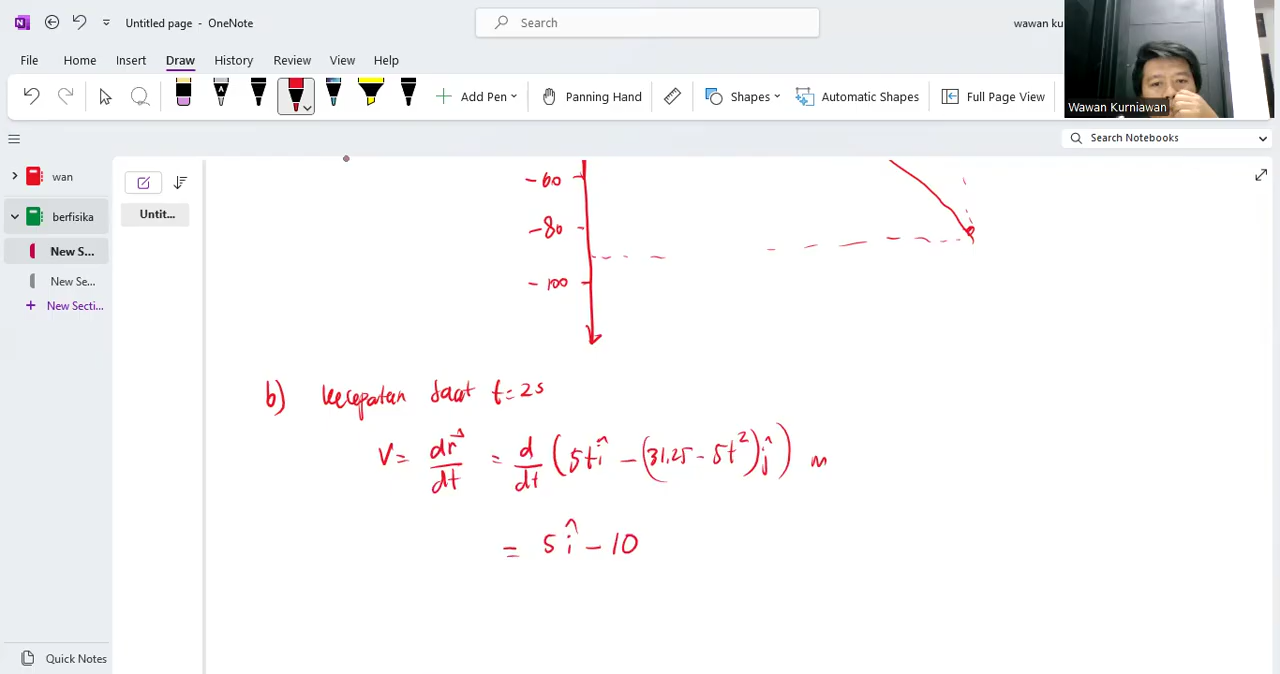 Untitled page - OneNote
Search
wawan ku
File Home Insert Draw History Review View Help
Add Pen
Panning Hand
Shapes
Automatic Shapes
Full Page View
Wawan Kurniawan
Search Notebooks
wan
berfisika
New S...
New Se...
New Secti...
Untit...
-60
-80
-100
b) kecepatan saat t=2s
V = dr⃗/dt = d/dt (5t î - (31,25 - 5t²) ĵ) m
= 5 î - 10
Quick Notes